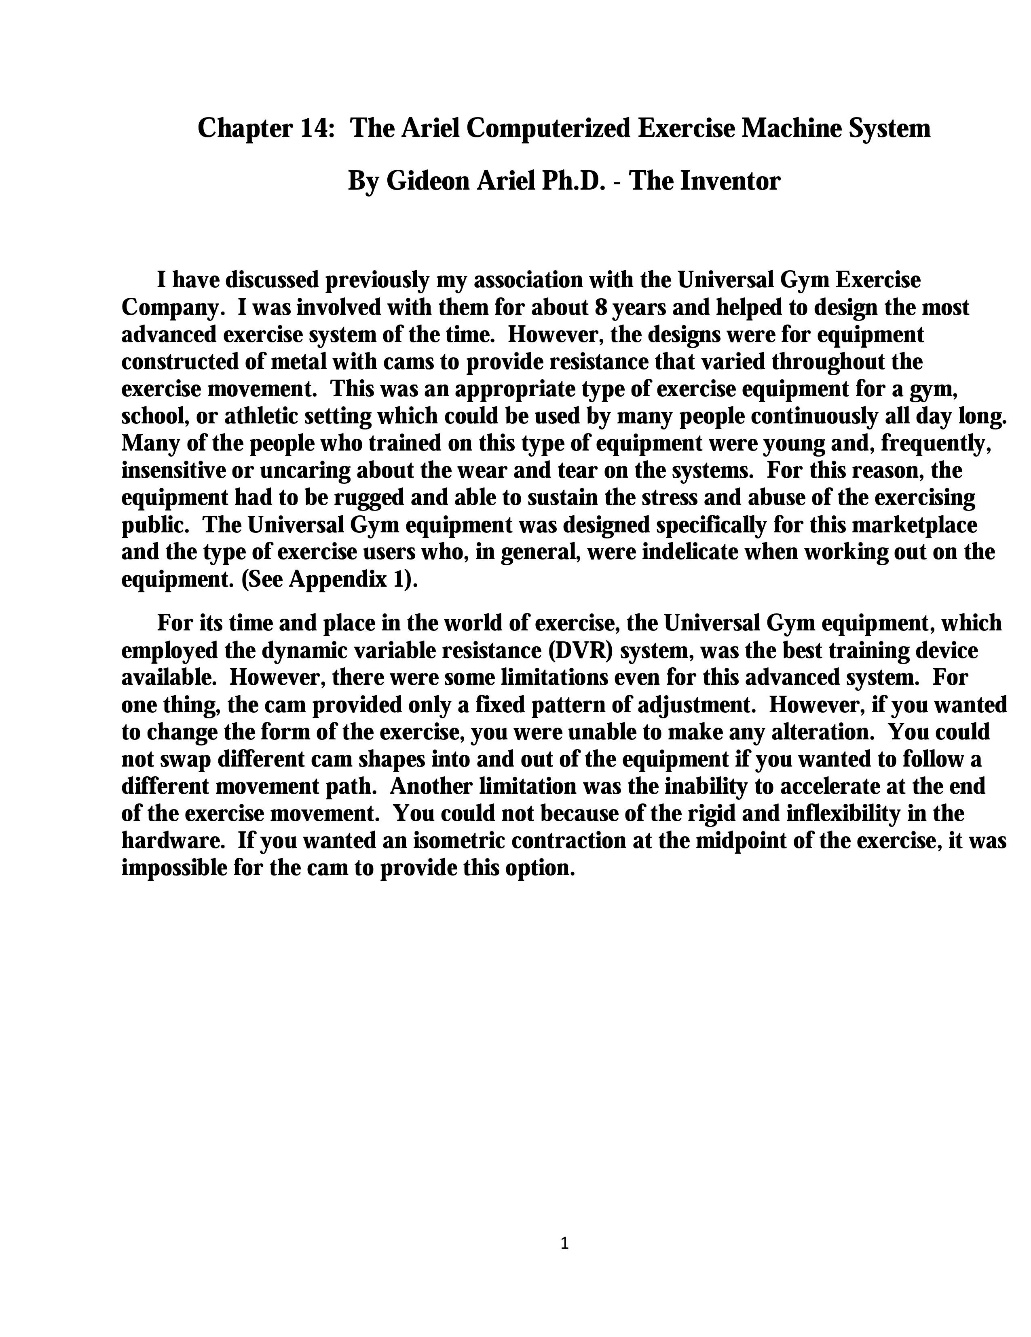 Chapter 14:  The Ariel Computerized Exercise Machine System
By Gideon Ariel Ph.D. - The Inventor
I have discussed previously my association with the Universal Gym Exercise
Company.  I was involved with them for about 8 years and helped to design the most
advanced exercise system of the time.  However, the designs were for equipment
constructed of metal with cams to provide resistance that varied throughout the
exercise movement.  This was an appropriate type of exercise equipment for a gym,
school, or athletic setting which could be used by many people continuously all day long.
Many of the people who trained on this type of equipment were young and, frequently,
insensitive or uncaring about the wear and tear on the systems.  For this reason, the
equipment had to be rugged and able to sustain the stress and abuse of the exercising
public.  The Universal Gym equipment was designed specifically for this marketplace
and the type of exercise users who, in general, were indelicate when working out on the
equipment. (See Appendix 1).
For its time and place in the world of exercise, the Universal Gym equipment, which
employed the dynamic variable resistance (DVR) system, was the best training device
available.  However, there were some limitations even for this advanced system.  For
one thing, the cam provided only a fixed pattern of adjustment.  However, if you wanted
to change the form of the exercise, you were unable to make any alteration.  You could
not swap different cam shapes into and out of the equipment if you wanted to follow a
different movement path.  Another limitation was the inability to accelerate at the end
of the exercise movement.  You could not because of the rigid and inflexibility in the
hardware.  If you wanted an isometric contraction at the midpoint of the exercise, it was
impossible for the cam to provide this option.
1